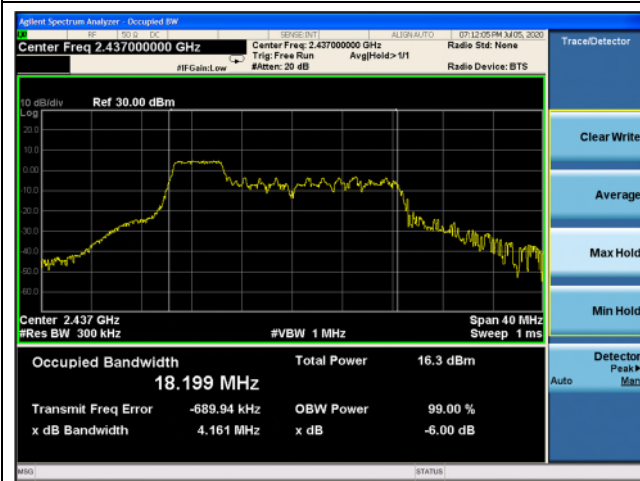 Agilent Spectrum Analyzer - Occupied BW
RF 50 Ω DC SENSE:INT ALIGN AUTO 07:12:05 PM Jul 05, 2020
Center Freq 2.437000000 GHz
Center Freq: 2.437000000 GHz
Radio Std: None
Trig: Free Run Avg|Hold>1/1
#IFGain:Low
#Atten: 20 dB
Radio Device: BTS
10 dB/div Ref 30.00 dBm
Log
20.0
10.0
0.00
-10.0
-20.0
-30.0
-40.0
-50.0
-60.0
Center 2.437 GHz
Span 40 MHz
#Res BW 300 kHz
#VBW 1 MHz
Sweep 1 ms
Occupied Bandwidth
18.199 MHz
Total Power 16.3 dBm
Transmit Freq Error -689.94 kHz
OBW Power 99.00 %
x dB Bandwidth 4.161 MHz
x dB -6.00 dB
MSG
STATUS
Trace/Detector
Clear Write
Average
Max Hold
Min Hold
Detector
Peak▶
Auto Man